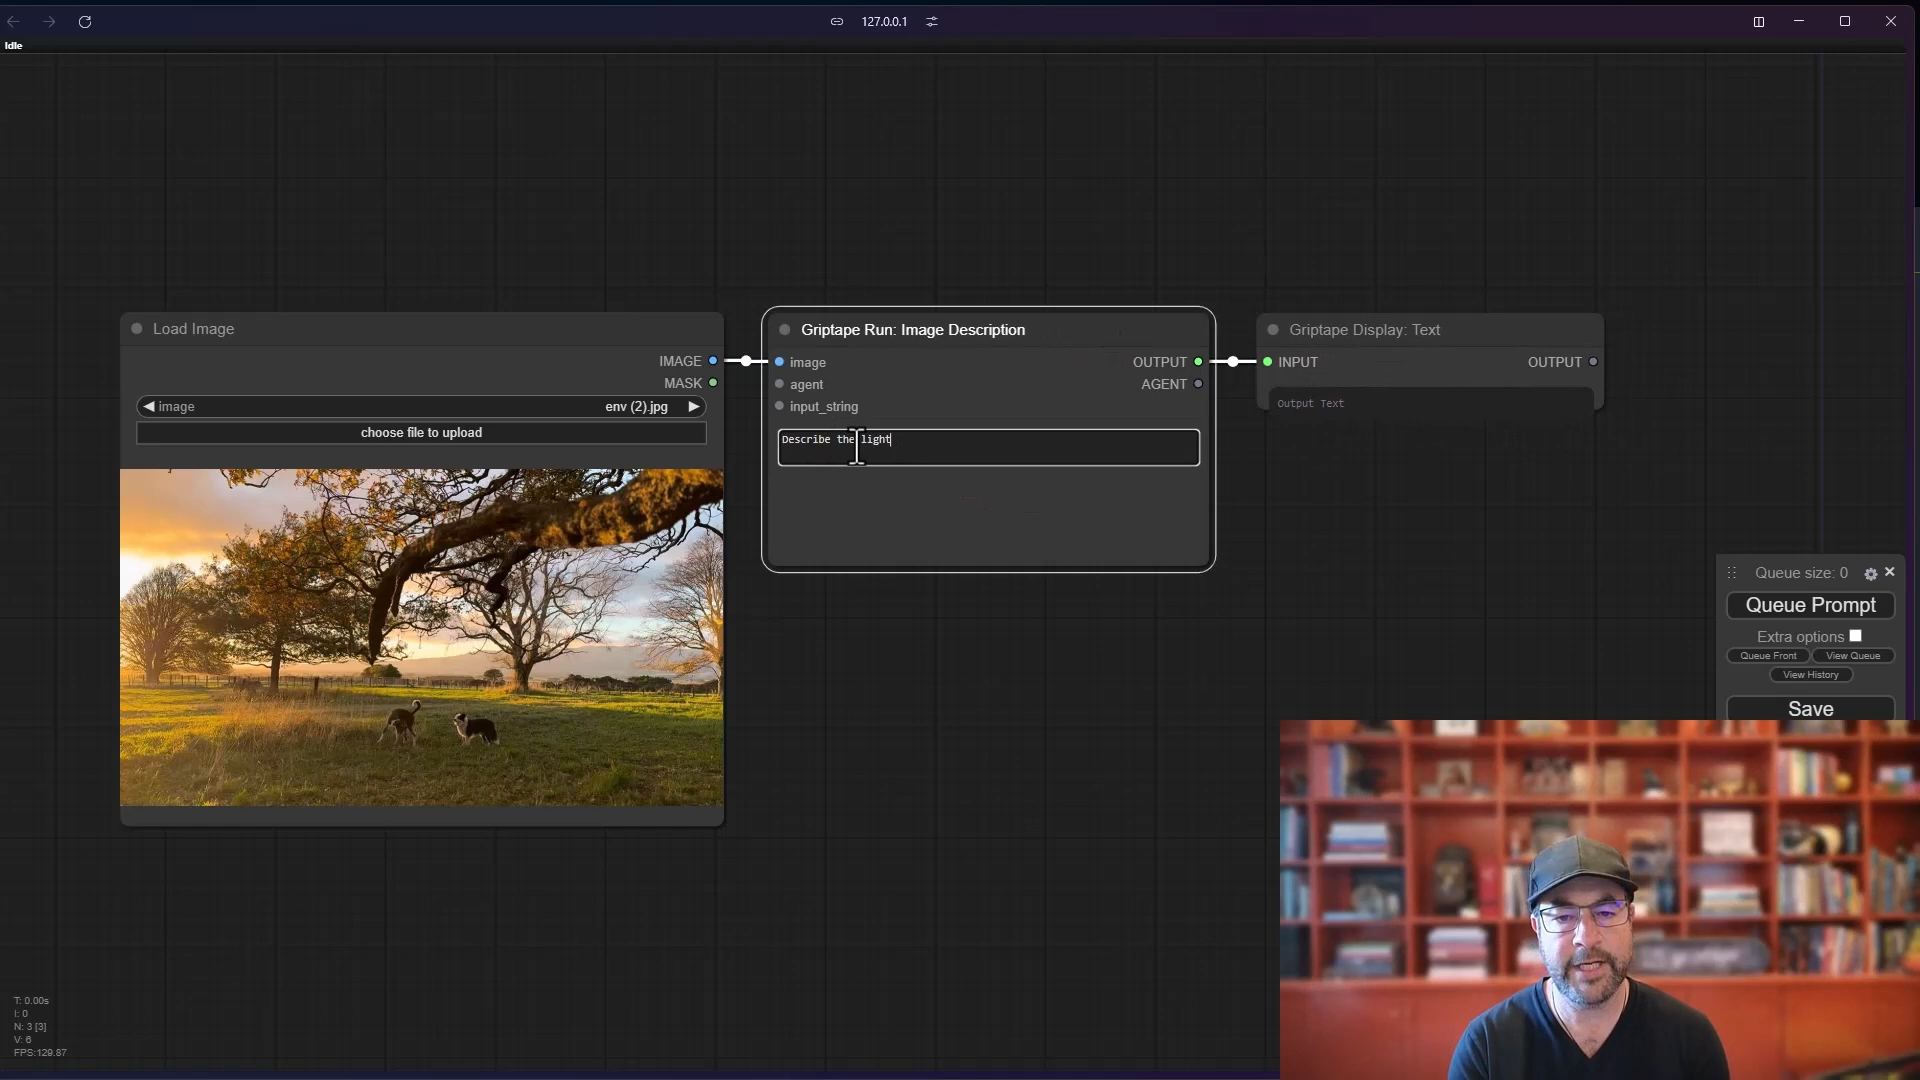 127.0.0.1
Idle
Load Image
IMAGE
MASK
image
env (2).jpg
choose file to upload
Griptape Run: Image Description
image
OUTPUT
agent
AGENT
input_string
Describe the light
Griptape Display: Text
INPUT
OUTPUT
Output Text
Queue size: 0
Queue Prompt
Extra options
Queue Front
View Queue
View History
Save
T: 0.00s
I: 0
N: 3 [3]
V: 6
FPS:129.87